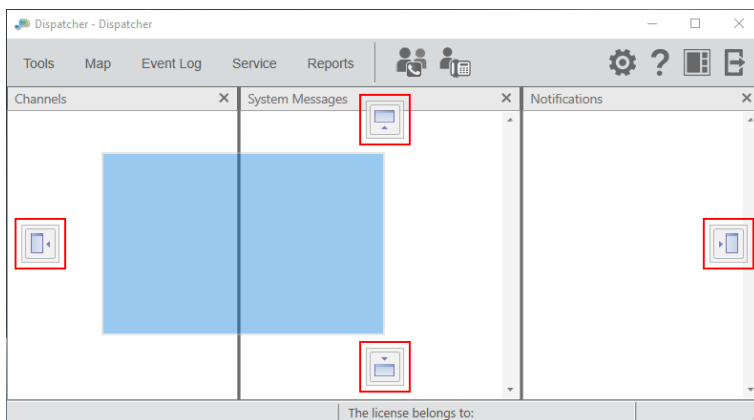 Dispatcher - Dispatcher
Tools Map Event Log Service Reports
Channels System Messages Notifications
The license belongs to: